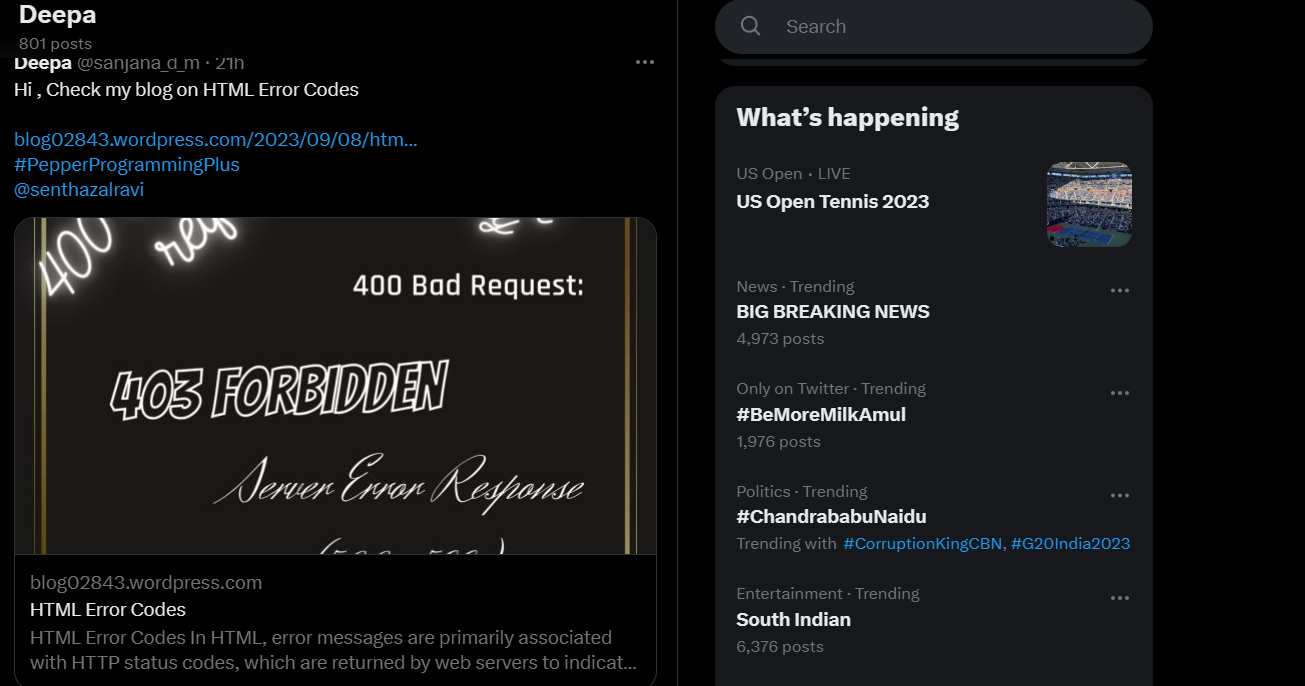 Deepa
801 posts
Deepa @sanjana_d_m · 21h
Hi , Check my blog on HTML Error Codes
blog02843.wordpress.com/2023/09/08/htm...
#PepperProgrammingPlus
@senthazalravi
400
req
400 Bad Request:
403 FORBIDDEN
Server Error Response
blog02843.wordpress.com
HTML Error Codes
HTML Error Codes In HTML, error messages are primarily associated
with HTTP status codes, which are returned by web servers to indicat...
Search
What’s happening
US Open · LIVE
US Open Tennis 2023
News · Trending
BIG BREAKING NEWS
4,973 posts
Only on Twitter · Trending
#BeMoreMilkAmul
1,976 posts
Politics · Trending
#ChandrababuNaidu
Trending with #CorruptionKingCBN, #G20India2023
Entertainment · Trending
South Indian
6,376 posts